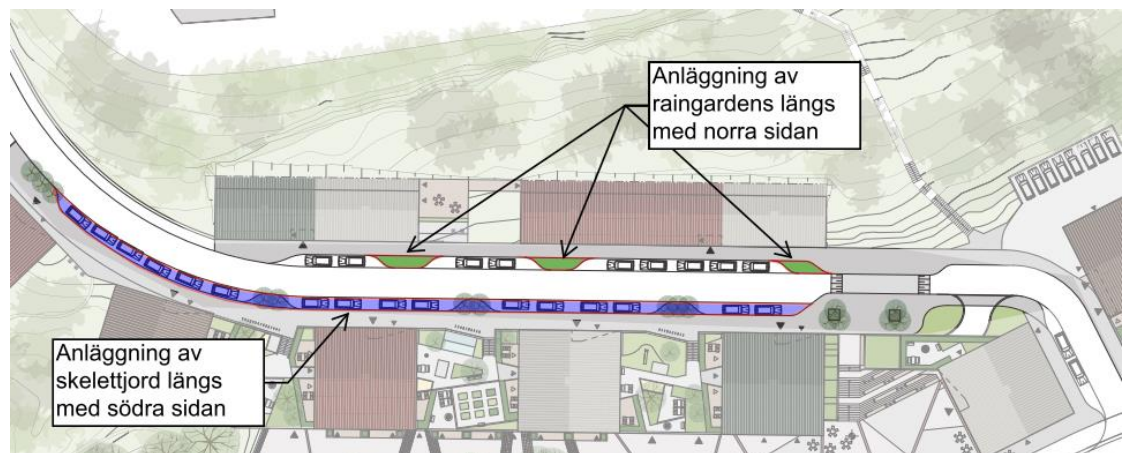 Anläggning av
raingardens längs
med norra sidan
Anläggning av
skelettjord längs
med södra sidan